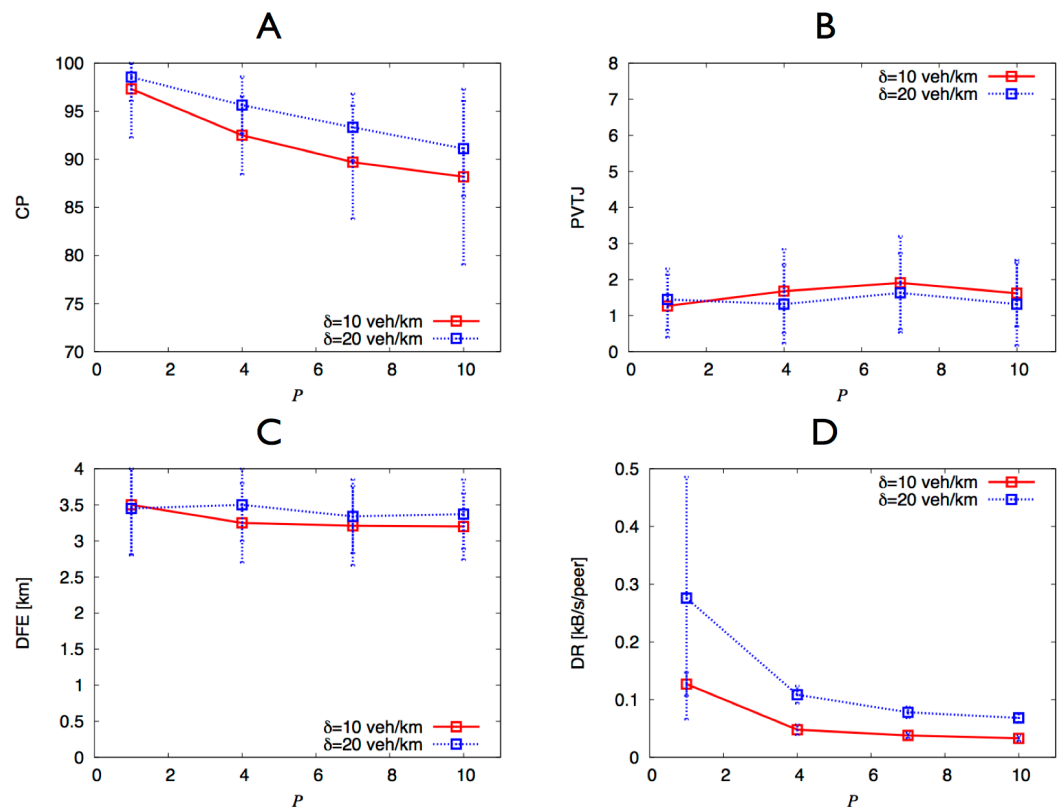 A
100
95
90
85
80
75
70
CP
0 2 4 6 8 10
P
δ=10 veh/km
δ=20 veh/km
B
8
7
6
5
4
3
2
1
0
PVTJ
0 2 4 6 8 10
P
δ=10 veh/km
δ=20 veh/km
C
4
3.5
3
2.5
2
1.5
1
0.5
0
DFE [km]
0 2 4 6 8 10
P
δ=10 veh/km
δ=20 veh/km
D
0.5
0.4
0.3
0.2
0.1
0
DR [kB/s/peer]
0 2 4 6 8 10
P
δ=10 veh/km
δ=20 veh/km